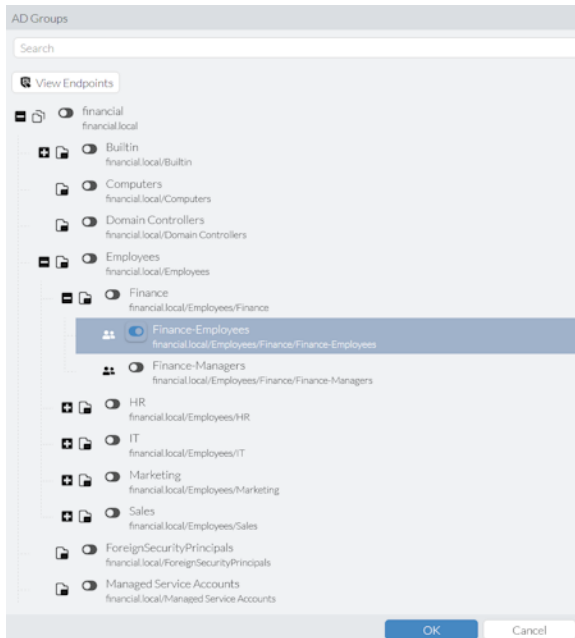 AD Groups
Search
View Endpoints
financial
financial.local
Builtin
financial.local/Builtin
Computers
financial.local/Computers
Domain Controllers
financial.local/Domain Controllers
Employees
financial.local/Employees
Finance
financial.local/Employees/Finance
Finance-Employees
financial.local/Employees/Finance/Finance-Employees
Finance-Managers
financial.local/Employees/Finance/Finance-Managers
HR
financial.local/Employees/HR
IT
financial.local/Employees/IT
Marketing
financial.local/Employees/Marketing
Sales
financial.local/Employees/Sales
ForeignSecurityPrincipals
financial.local/ForeignSecurityPrincipals
Managed Service Accounts
financial.local/Managed Service Accounts
OK Cancel